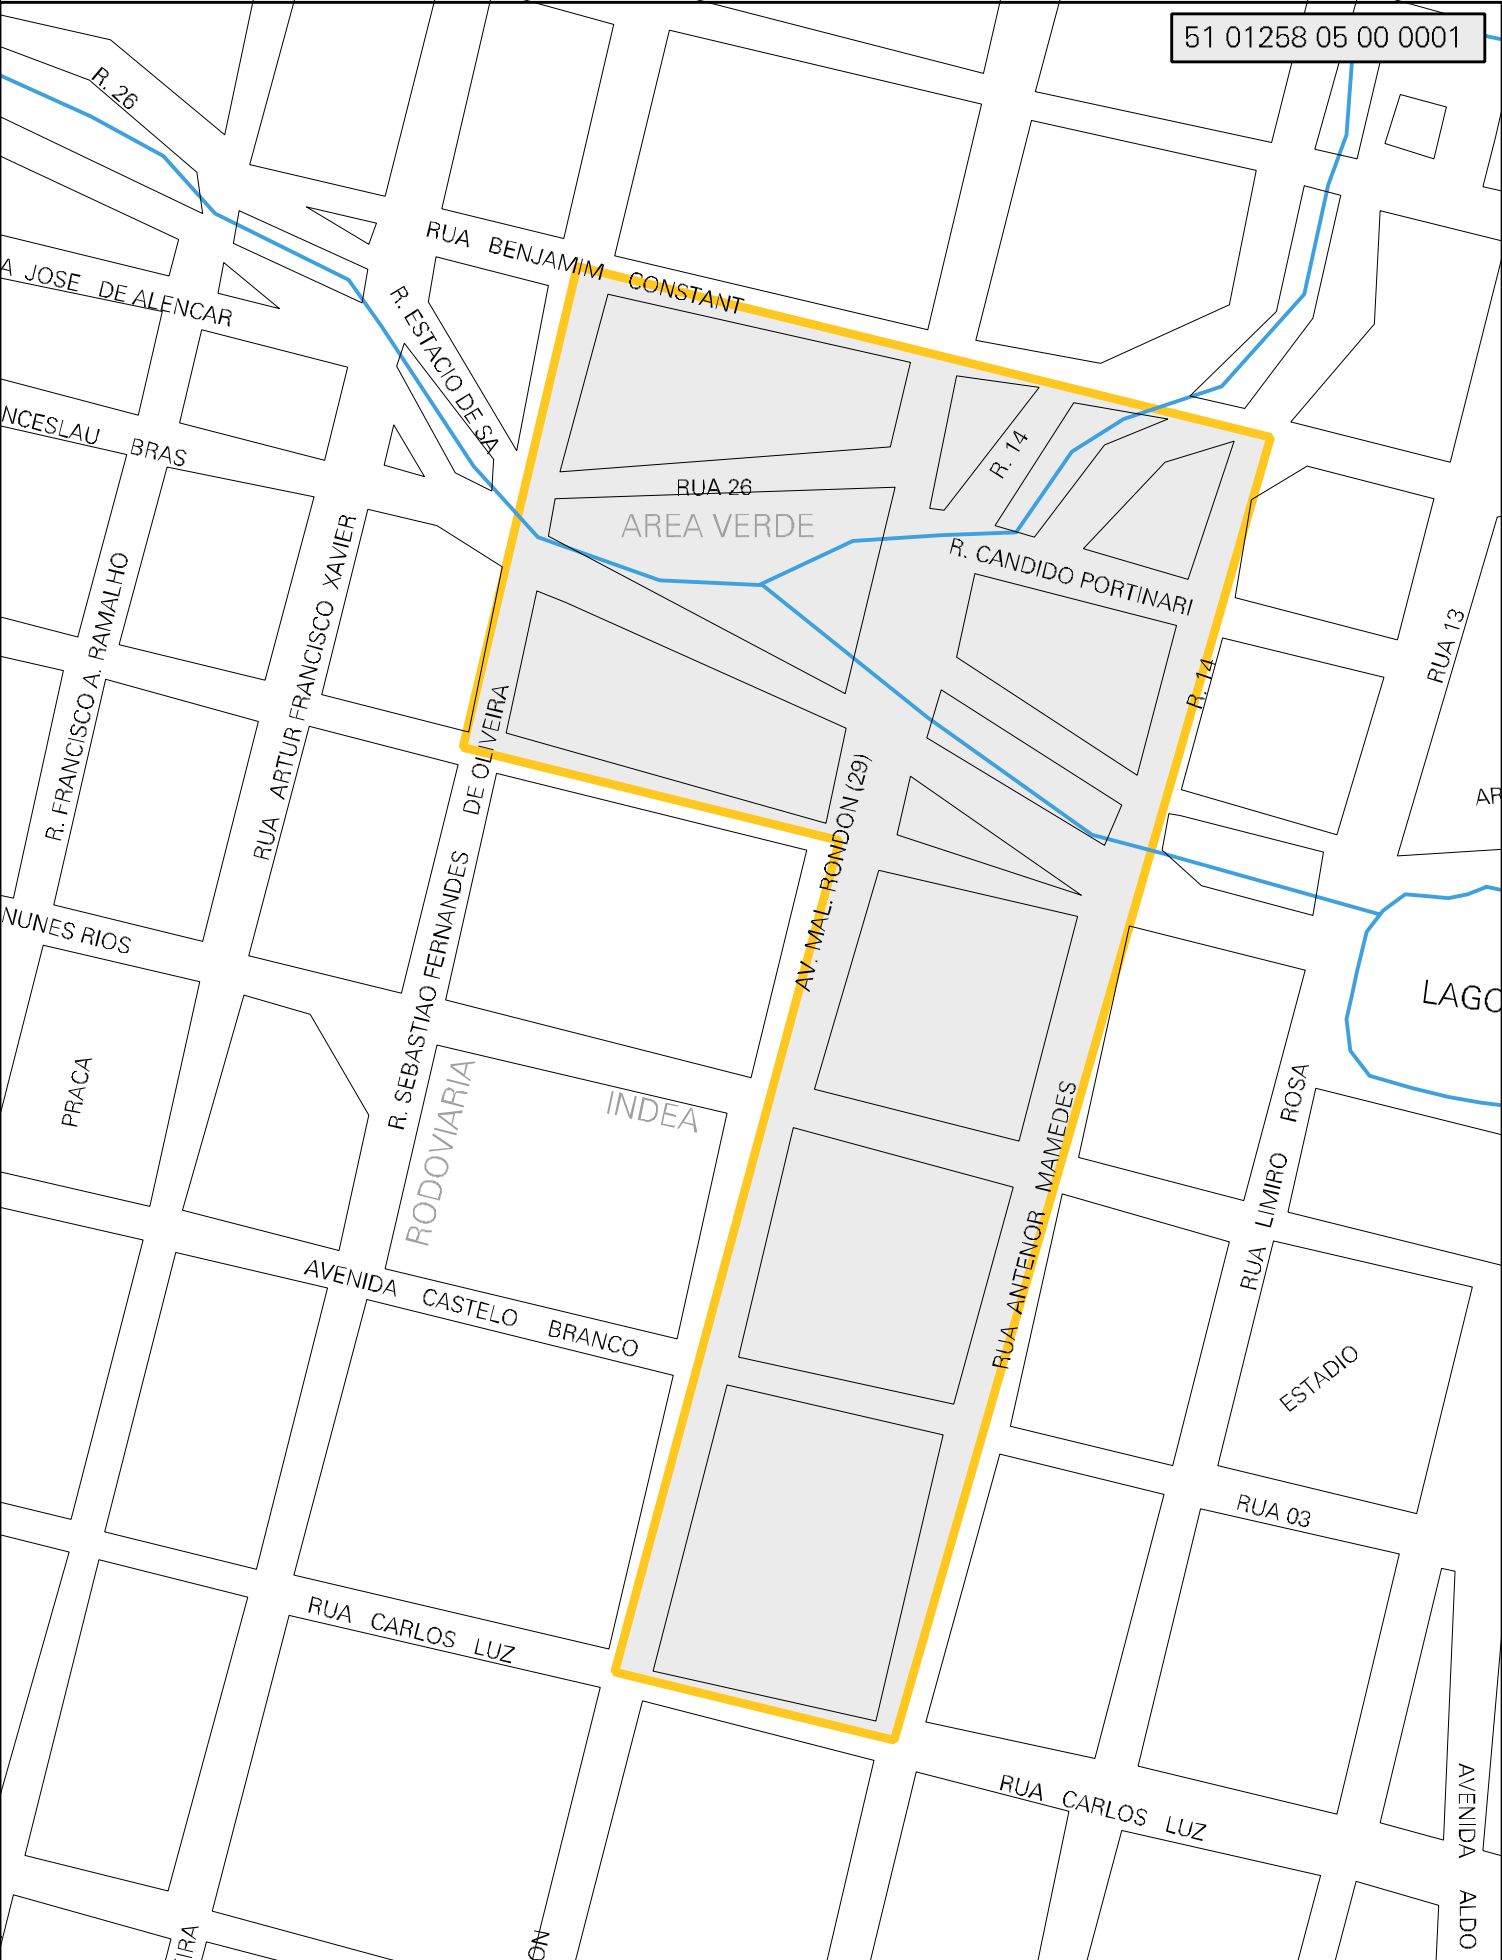 51 01258 05 00 0001
R. 26
RUA BENJAMIM CONSTANT
A JOSE DE ALENCAR
R. ESTACIO DE SA
NCESLAU BRAS
R. 14
RUA 26
AREA VERDE
R. CANDIDO PORTINARI
R. FRANCISCO A. RAMALHO
RUA ARTUR FRANCISCO XAVIER
RUA 13
R. 14
R. SEBASTIAO FERNANDES DE OLIVEIRA
AV. MAL. RONDON (29)
AR
NUNES RIOS
LAGO
PRACA
RODOVIARIA
INDEA
RUA ANTENOR MAMEDES
RUA LIMIRO ROSA
AVENIDA CASTELO BRANCO
ESTADIO
RUA 03
RUA CARLOS LUZ
RUA CARLOS LUZ
AVENIDA ALDO
IRA
ON